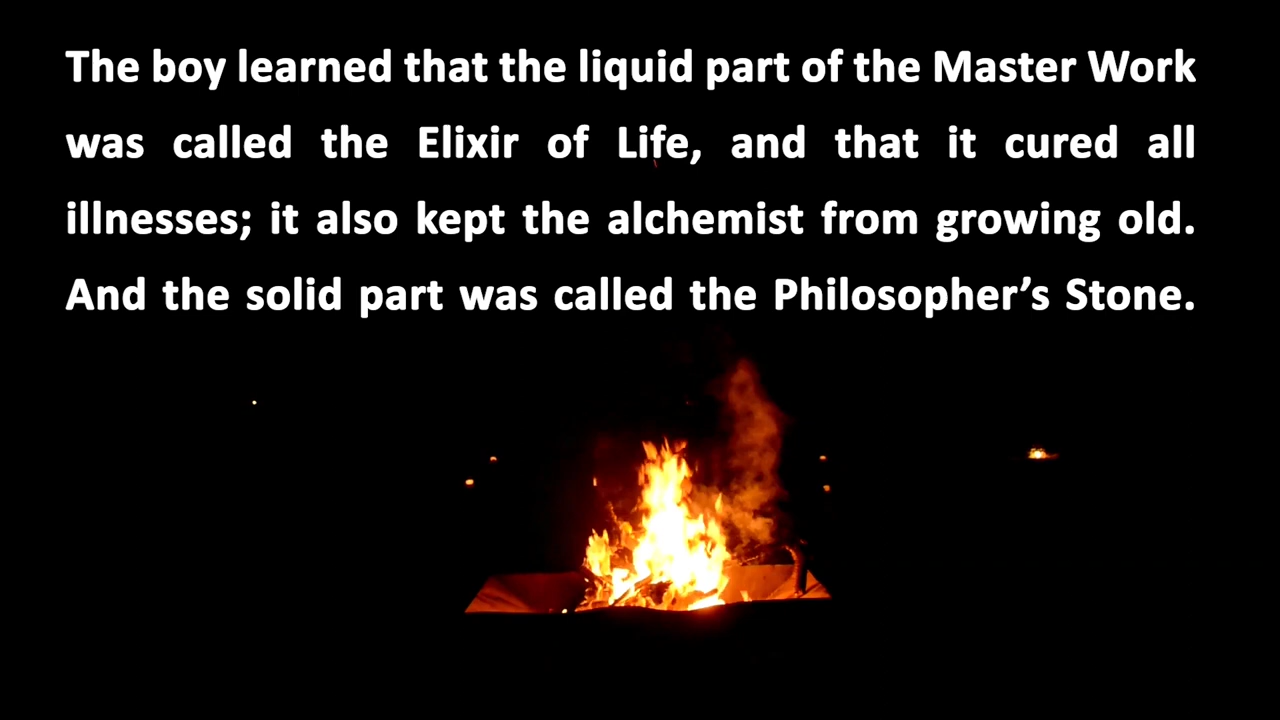 The boy learned that the liquid part of the Master Work
was called the Elixir of Life, and that it cured all
illnesses; it also kept the alchemist from growing old.
And the solid part was called the Philosopher’s Stone.